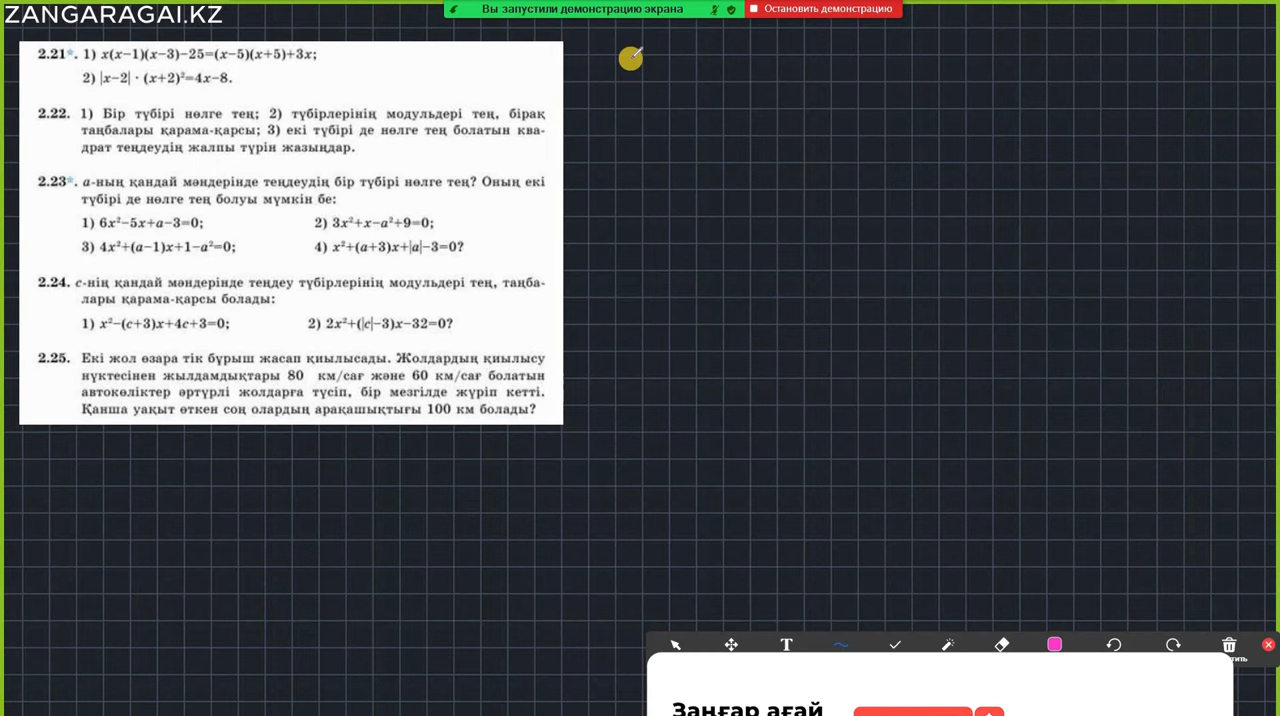 ZANGARAGAI.KZ
Вы запустили демонстрацию экрана
Остановить демонстрацию
2.21*. 1) x(x−1)(x−3)−25=(x−5)(x+5)+3x;
2) |x−2| · (x+2)²=4x−8.
2.22. 1) Бір түбірі нөлге тең; 2) түбірлерінің модульдері тең, бірақ
таңбалары қарама-қарсы; 3) екі түбірі де нөлге тең болатын ква-
драт теңдеудің жалпы түрін жазыңдар.
2.23*. a-ның қандай мәндерінде теңдеудің бір түбірі нөлге тең? Оның екі
түбірі де нөлге тең болуы мүмкін бе:
1) 6x²−5x+a−3=0; 2) 3x²+x−a²+9=0;
3) 4x²+(a−1)x+1−a²=0; 4) x²+(a+3)x+|a|−3=0?
2.24. c-нің қандай мәндерінде теңдеу түбірлерінің модульдері тең, таңба-
лары қарама-қарсы болады:
1) x²−(c+3)x+4c+3=0; 2) 2x²+(|c|−3)x−32=0?
2.25. Екі жол өзара тік бұрыш жасап қиылысады. Жолдардың қиылысу
нүктесінен жылдамдықтары 80 км/сағ және 60 км/сағ болатын
автокөліктер әртүрлі жолдарға түсіп, бір мезгілде жүріп кетті.
Қанша уақыт өткен соң олардың арақашықтығы 100 км болады?
T
Заңғар ағай